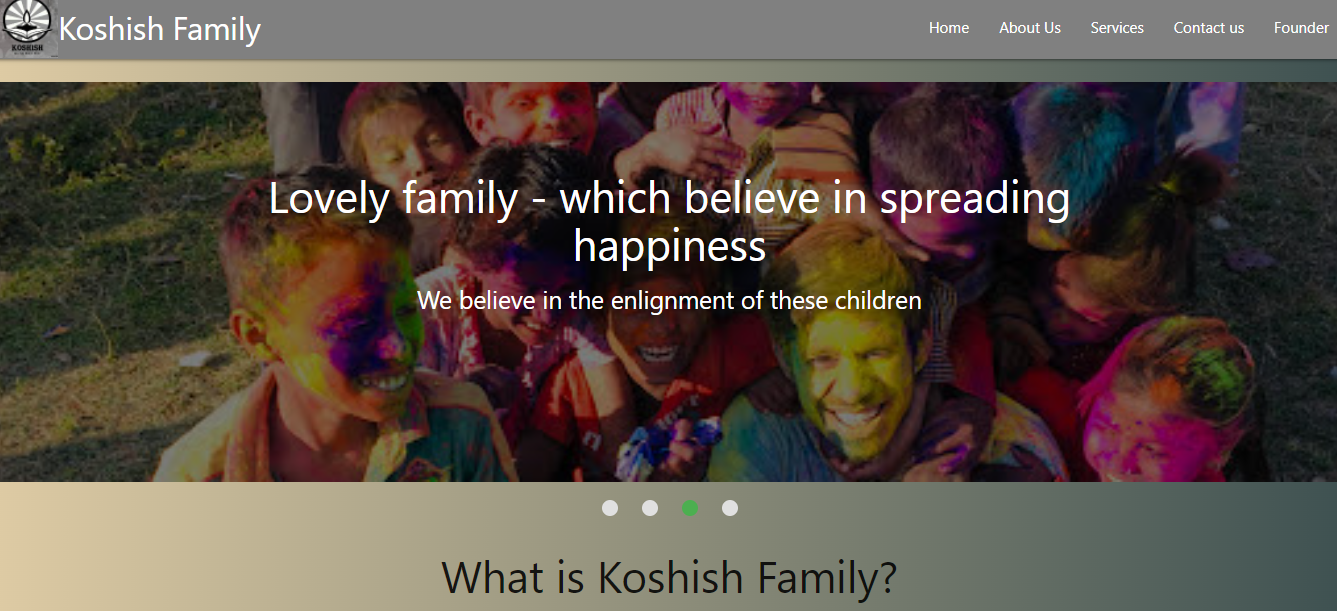 KOSHISH
Koshish Family
Home
About Us
Services
Contact us
Founder
Lovely family - which believe in spreading
happiness
We believe in the enlignment of these children
What is Koshish Family?